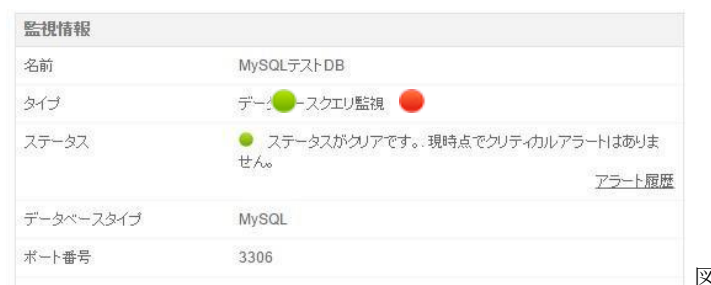 監視情報
名前 MySQLテストDB
タイプ データースクエリ監視
ステータス ステータスがクリアです。. 現時点でクリティカルアラートはありま
せん。
アラート履歴
データベースタイプ MySQL
ポート番号 3306
図